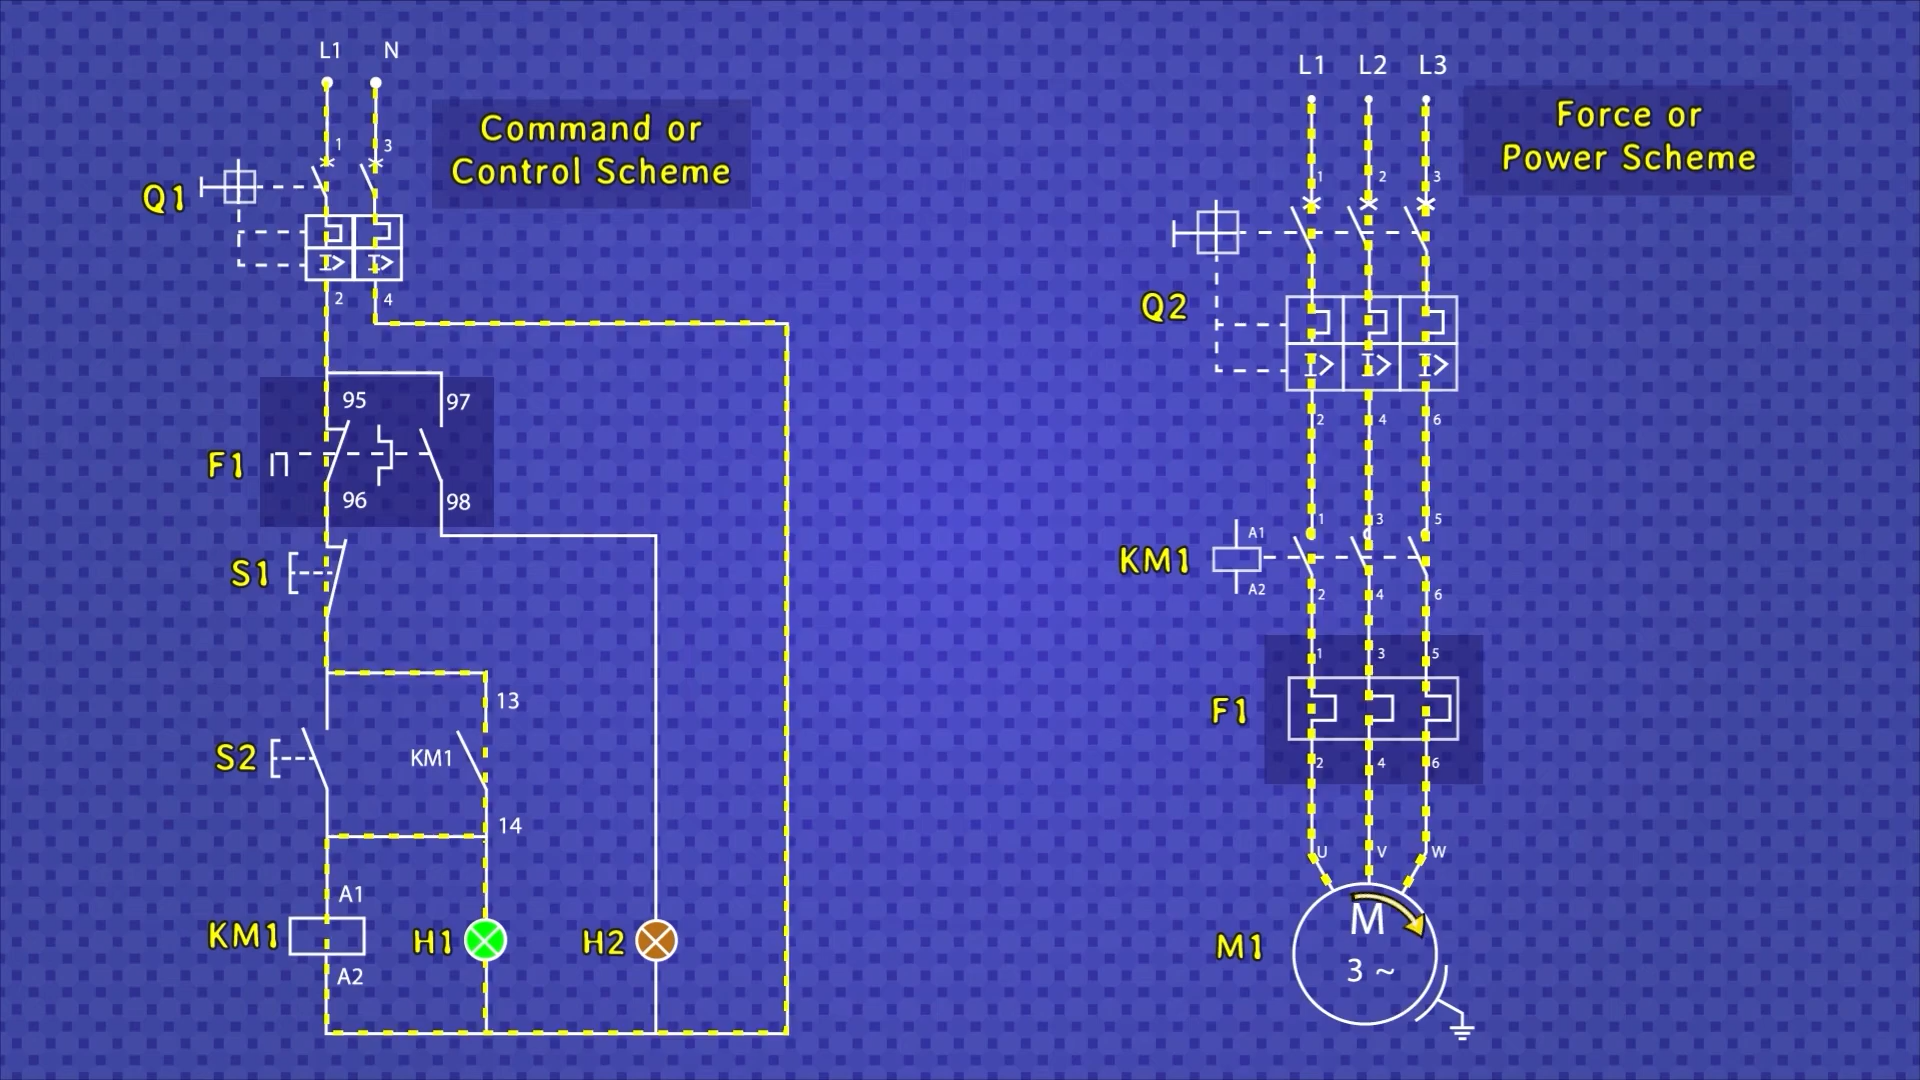 L1 N
Command or
Control Scheme
1 3
Q1
I> I>
2 4
95 97
F1
96 98
S1
13
S2 KM1
14
A1
KM1 H1 H2
A2
L1 L2 L3
Force or
Power Scheme
1 2 3
Q2
I> I> I>
2 4 6
1 3 5
KM1 A1
A2 2 4 6
1 3 5
F1
2 4 6
U V W
M
M1
3 ~